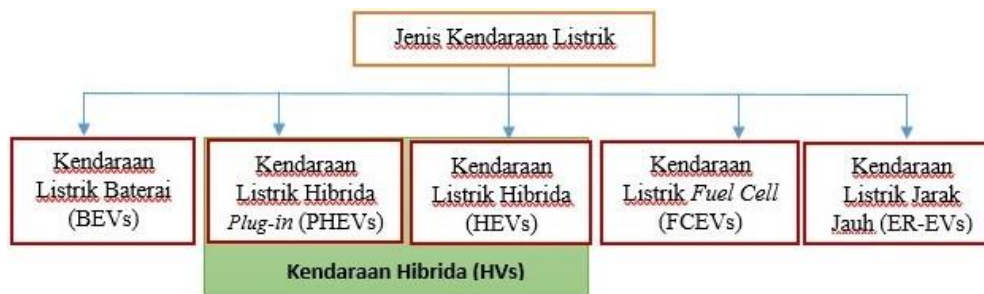 Jenis Kendaraan Listrik
Kendaraan
Listrik Baterai
(BEVs)
Kendaraan
Listrik Hibrida
Plug-in (PHEVs)
Kendaraan
Listrik Hibrida
(HEVs)
Kendaraan
Listrik Fuel Cell
(FCEVs)
Kendaraan
Listrik Jarak
Jauh (ER-EVs)
Kendaraan Hibrida (HVs)